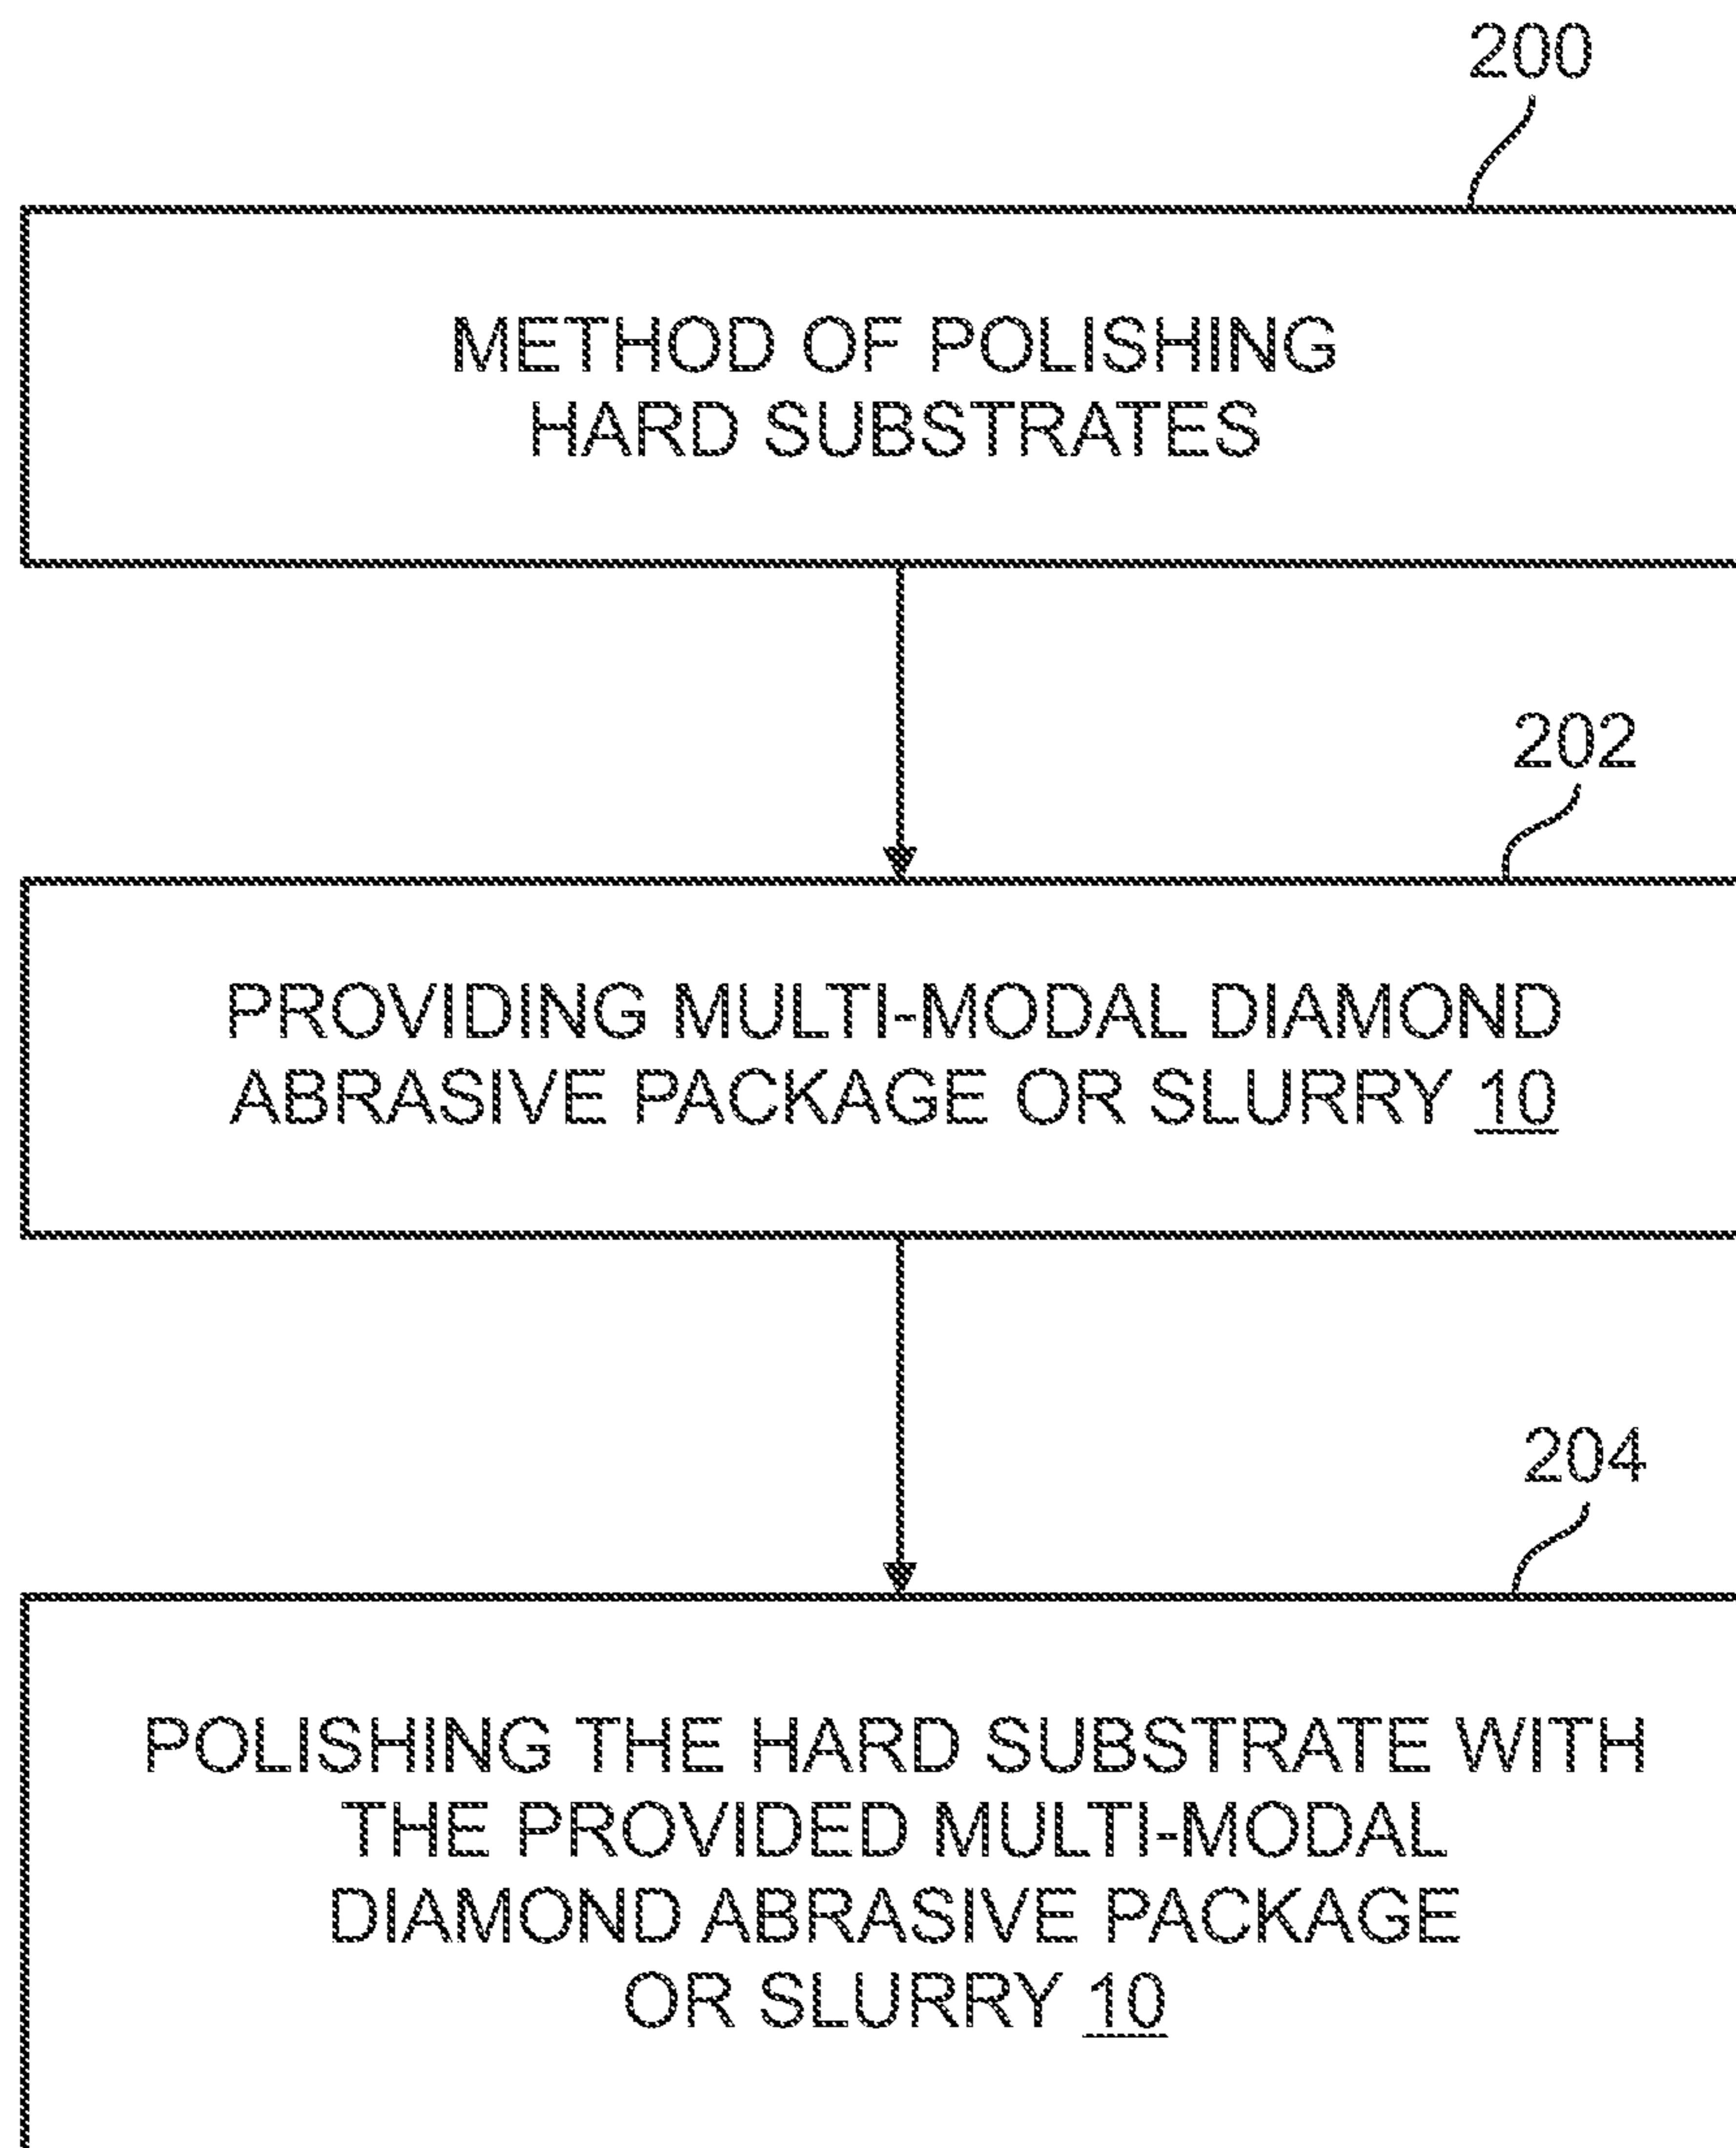 200
METHOD OF POLISHING
HARD SUBSTRATES
202
PROVIDING MULTI-MODAL DIAMOND
ABRASIVE PACKAGE OR SLURRY 10
204
POLISHING THE HARD SUBSTRATE WITH
THE PROVIDED MULTI-MODAL
DIAMOND ABRASIVE PACKAGE
OR SLURRY 10